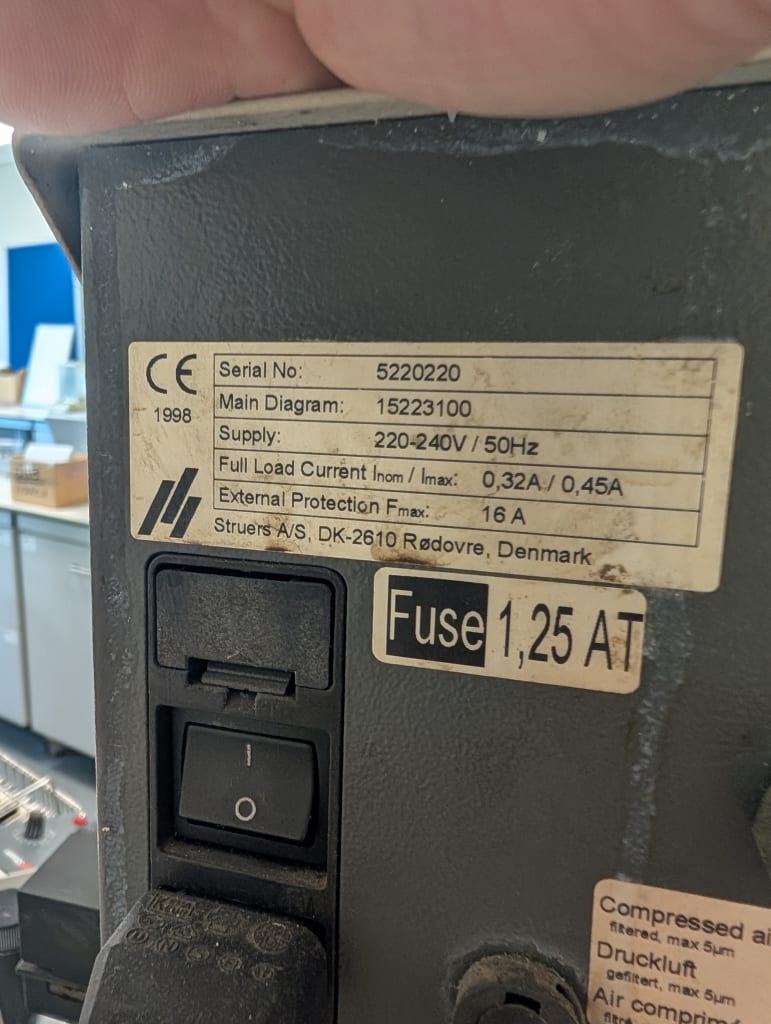 CE
1998
Serial No: 5220220
Main Diagram: 15223100
Supply: 220-240V / 50Hz
Full Load Current Inom / Imax: 0,32A / 0,45A
External Protection Fmax: 16 A
Struers A/S, DK-2610 Rødovre, Denmark
Fuse 1,25 AT
I
O
Compressed ai
filtered, max 5µm
Druckluft
gefiltert, max 5µm
Air comprimé